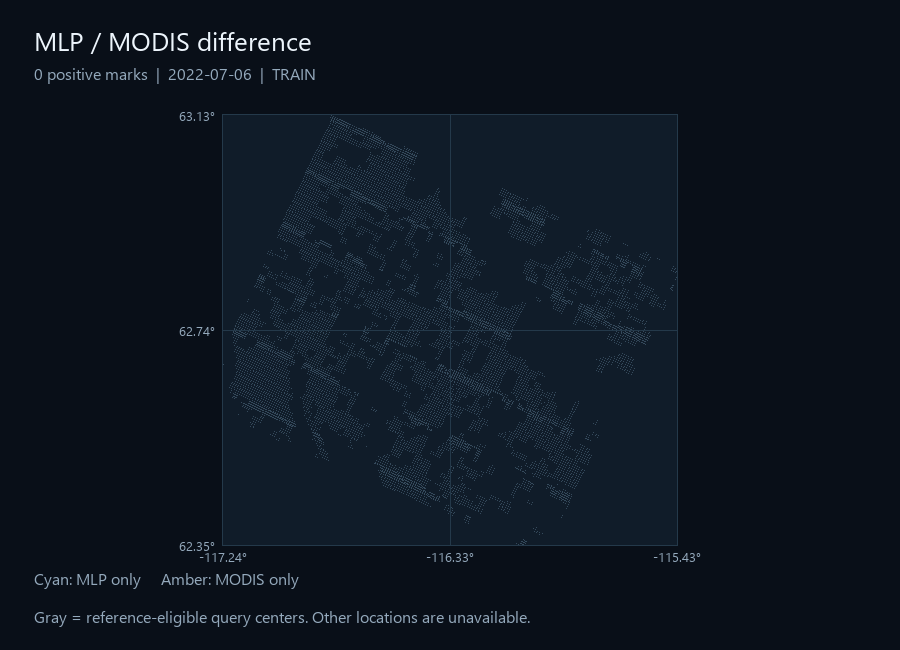 MLP / MODIS difference
0 positive marks | 2022-07-06 | TRAIN
63.13°
62.74°
62.35°
-117.24° -116.33° -115.43°
Cyan: MLP only Amber: MODIS only
Gray = reference-eligible query centers. Other locations are unavailable.